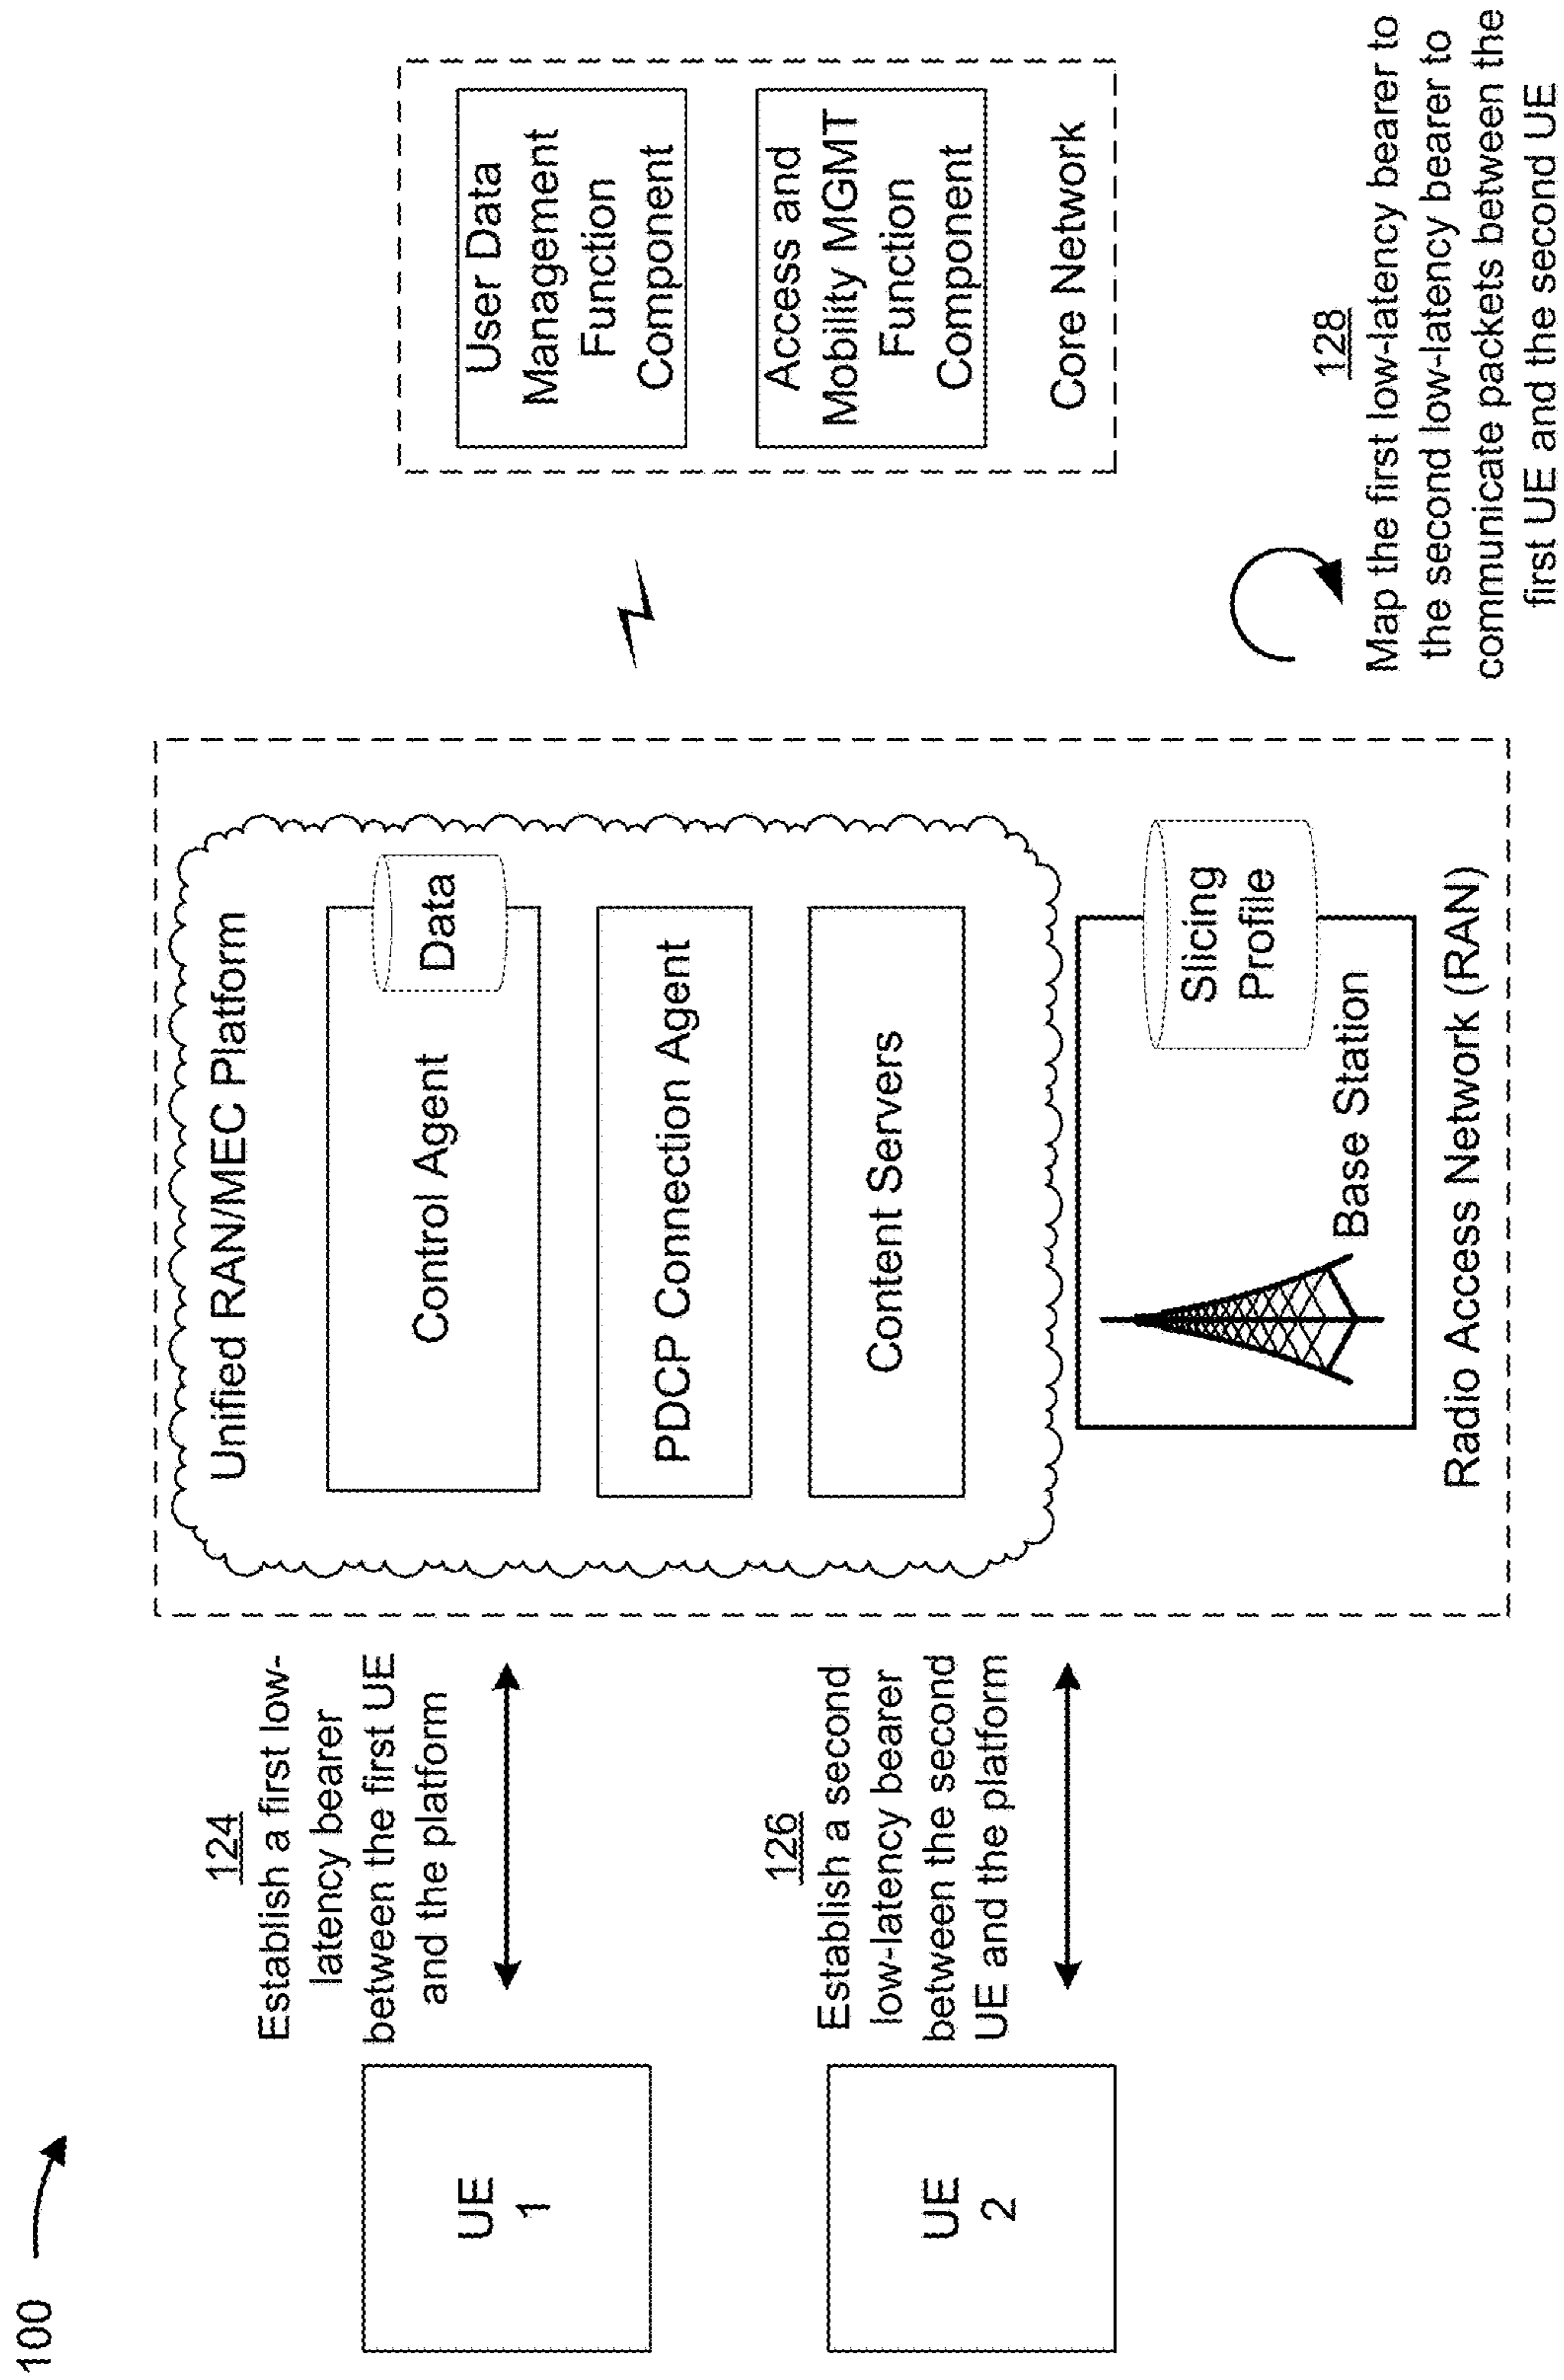 100
UE
1
UE
2
124
Establish a first low-
latency bearer
between the first UE
and the platform
126
Establish a second
low-latency bearer
between the second
UE and the platform
Unified RAN/MEC Platform
Control Agent
Data
PDCP Connection Agent
Content Servers
Slicing
Profile
Base Station
Radio Access Network (RAN)
User Data
Management
Function
Component
Access and
Mobility MGMT
Function
Component
Core Network
128
Map the first low-latency bearer to
the second low-latency bearer to
communicate packets between the
first UE and the second UE